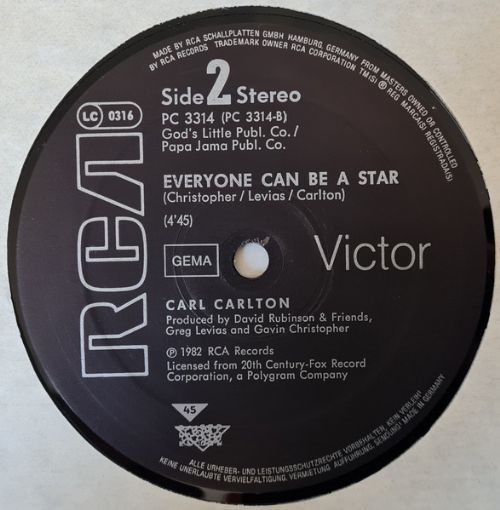 MADE BY RCA SCHALLPLATTEN GMBH HAMBURG, GERMANY FROM MASTERS OWNED OR CONTROLLED
BY RCA RECORDS TRADEMARK OWNER RCA CORPORATION TM(S) ® REG MARCA(S) REGISTRADA(S)
Side 2 Stereo
PC 3314 (PC 3314-B)
God's Little Publ. Co./
Papa Jama Publ. Co.
LC 0316
RCA
EVERYONE CAN BE A STAR
(Christopher/Levias/Carlton)
(4'45)
GEMA
Victor
CARL CARLTON
Produced by David Robinson & Friends,
Greg Levias and Gavin Christopher
℗ 1982 RCA Records
Licensed from 20th Century-Fox Record
Corporation, a Polygram Company
45
ALLE URHEBER- UND LEISTUNGSSCHUTZRECHTE VORBEHALTEN, KEIN VERLEIH!
KEINE UNERLAUBTE VERVIELFÄLTIGUNG, VERMIETUNG, AUFFÜHRUNG, SENDUNG! MADE IN GERMANY